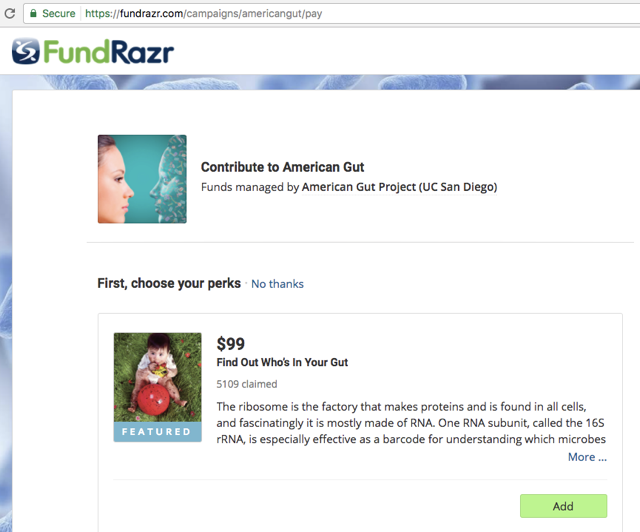 Secure https://fundrazr.com/campaigns/americangut/pay
FundRazr
Contribute to American Gut
Funds managed by American Gut Project (UC San Diego)
First, choose your perks · No thanks
$99
Find Out Who's In Your Gut
5109 claimed
The ribosome is the factory that makes proteins and is found in all cells,
and fascinatingly it is mostly made of RNA. One RNA subunit, called the 16S
rRNA, is especially effective as a barcode for understanding which microbes
More ...
FEATURED
Add